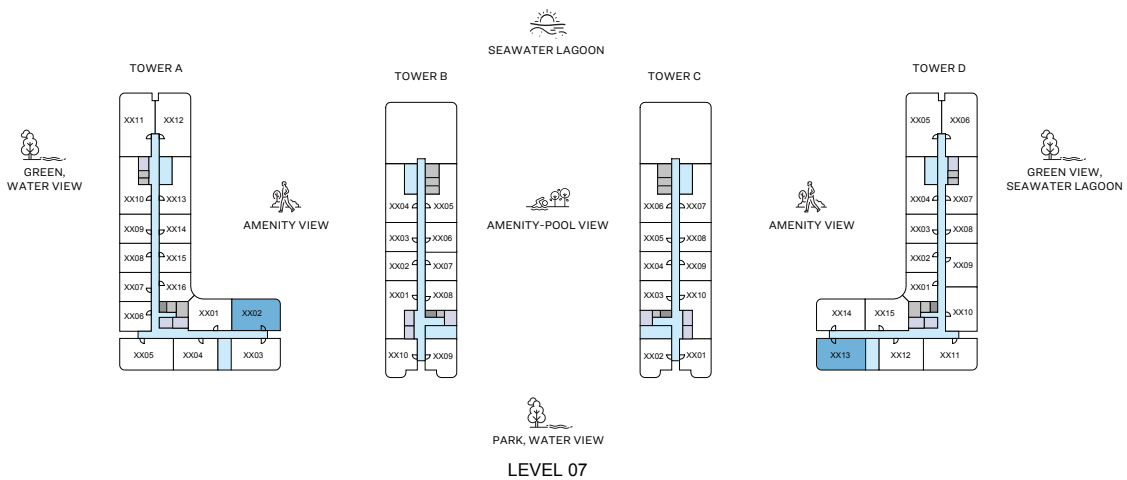 SEAWATER LAGOON
TOWER A
TOWER B
TOWER C
TOWER D
XX11 XX12
XX10 XX13
XX09 XX14
XX08 XX15
XX07 XX16
XX06
XX01 XX02
XX05 XX04 XX03
XX04 XX05
XX03 XX06
XX02 XX07
XX01 XX08
XX10 XX09
XX06 XX07
XX05 XX08
XX04 XX09
XX03 XX10
XX02 XX01
XX05 XX06
XX04 XX07
XX03 XX08
XX02 XX09
XX01
XX10
XX14 XX15
XX13 XX12 XX11
GREEN,
WATER VIEW
AMENITY VIEW
AMENITY-POOL VIEW
AMENITY VIEW
GREEN VIEW,
SEAWATER LAGOON
PARK, WATER VIEW
LEVEL 07